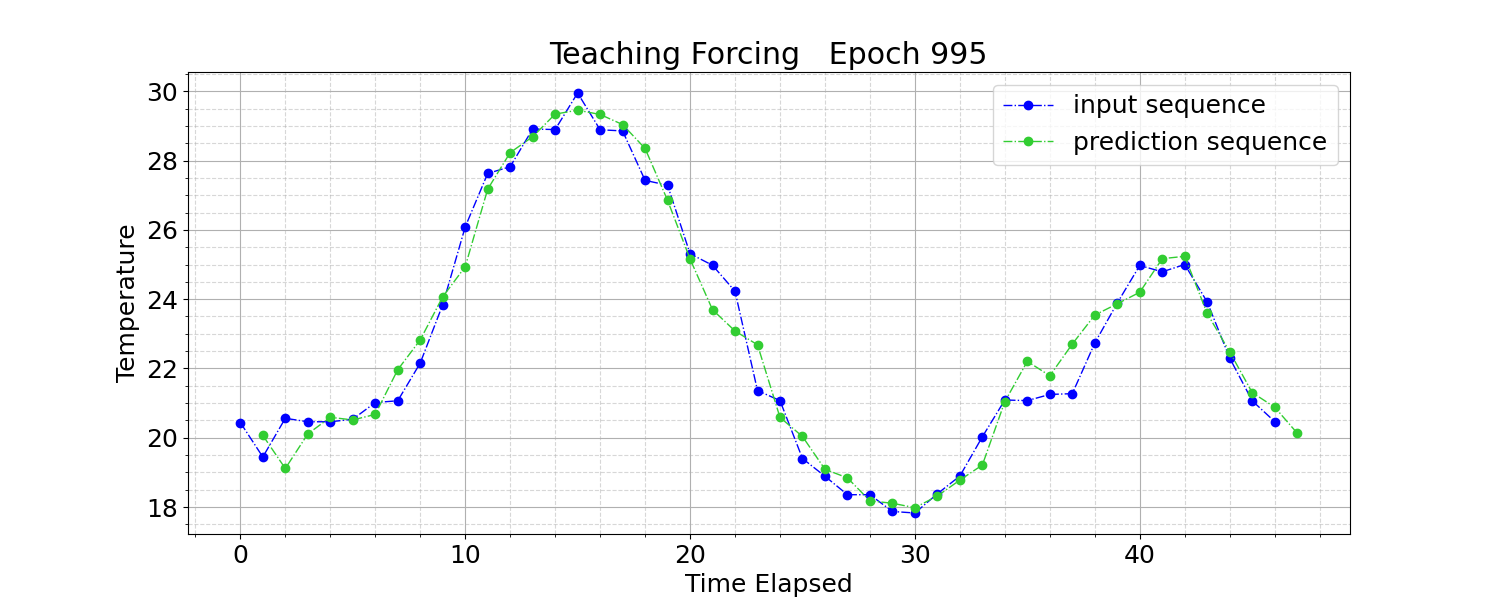 Teaching Forcing   Epoch 995
30
28
26
24
22
20
18
Temperature
input sequence
prediction sequence
0 10 20 30 40
Time Elapsed